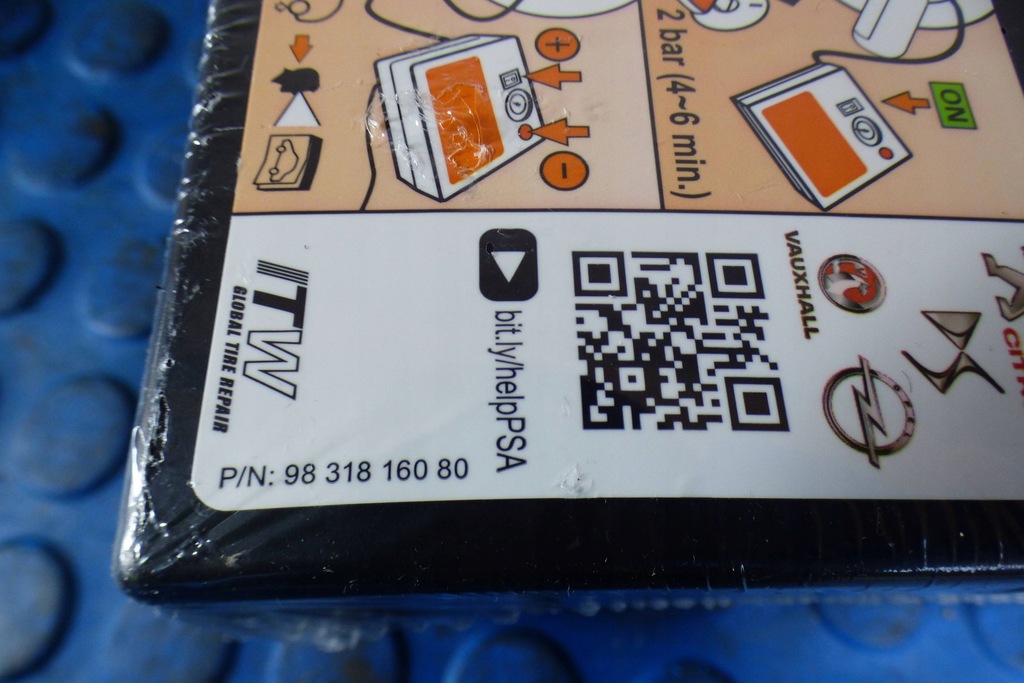 +
-
2 bar (4~6 min.)
ON
ITW
GLOBAL TIRE REPAIR
bit.ly/helpPSA
VAUXHALL
P/N: 98 318 160 80